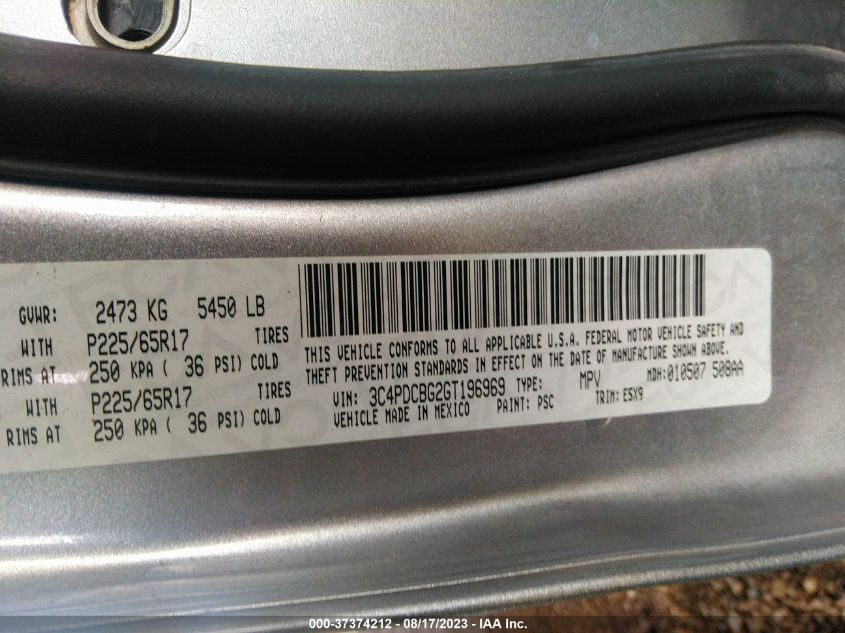 GVWR: 2473 KG 5450 LB
WITH P225/65R17 TIRES
RIMS AT 250 KPA ( 36 PSI) COLD
WITH P225/65R17 TIRES
RIMS AT 250 KPA ( 36 PSI) COLD
THIS VEHICLE CONFORMS TO ALL APPLICABLE U.S.A. FEDERAL MOTOR VEHICLE SAFETY AND
THEFT PREVENTION STANDARDS IN EFFECT ON THE DATE OF MANUFACTURE SHOWN ABOVE.
VIN: 3C4PDCBG2GT196969 TYPE: MPV MDH:010507 508AA
VEHICLE MADE IN MEXICO PAINT: PSC TRIM: E5X9
000-37374212 - 08/17/2023 - IAA Inc.